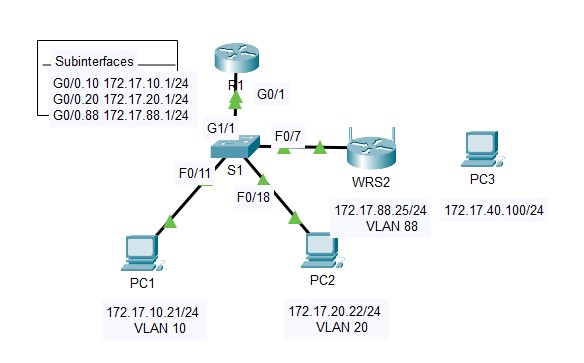 Subinterfaces
G0/0.10 172.17.10.1/24
G0/0.20 172.17.20.1/24
G0/0.88 172.17.88.1/24
R1
G0/1
G1/1
F0/7
S1
WRS2
PC3
F0/11
F0/18
172.17.88.25/24
VLAN 88
172.17.40.100/24
PC1
PC2
172.17.10.21/24
VLAN 10
172.17.20.22/24
VLAN 20